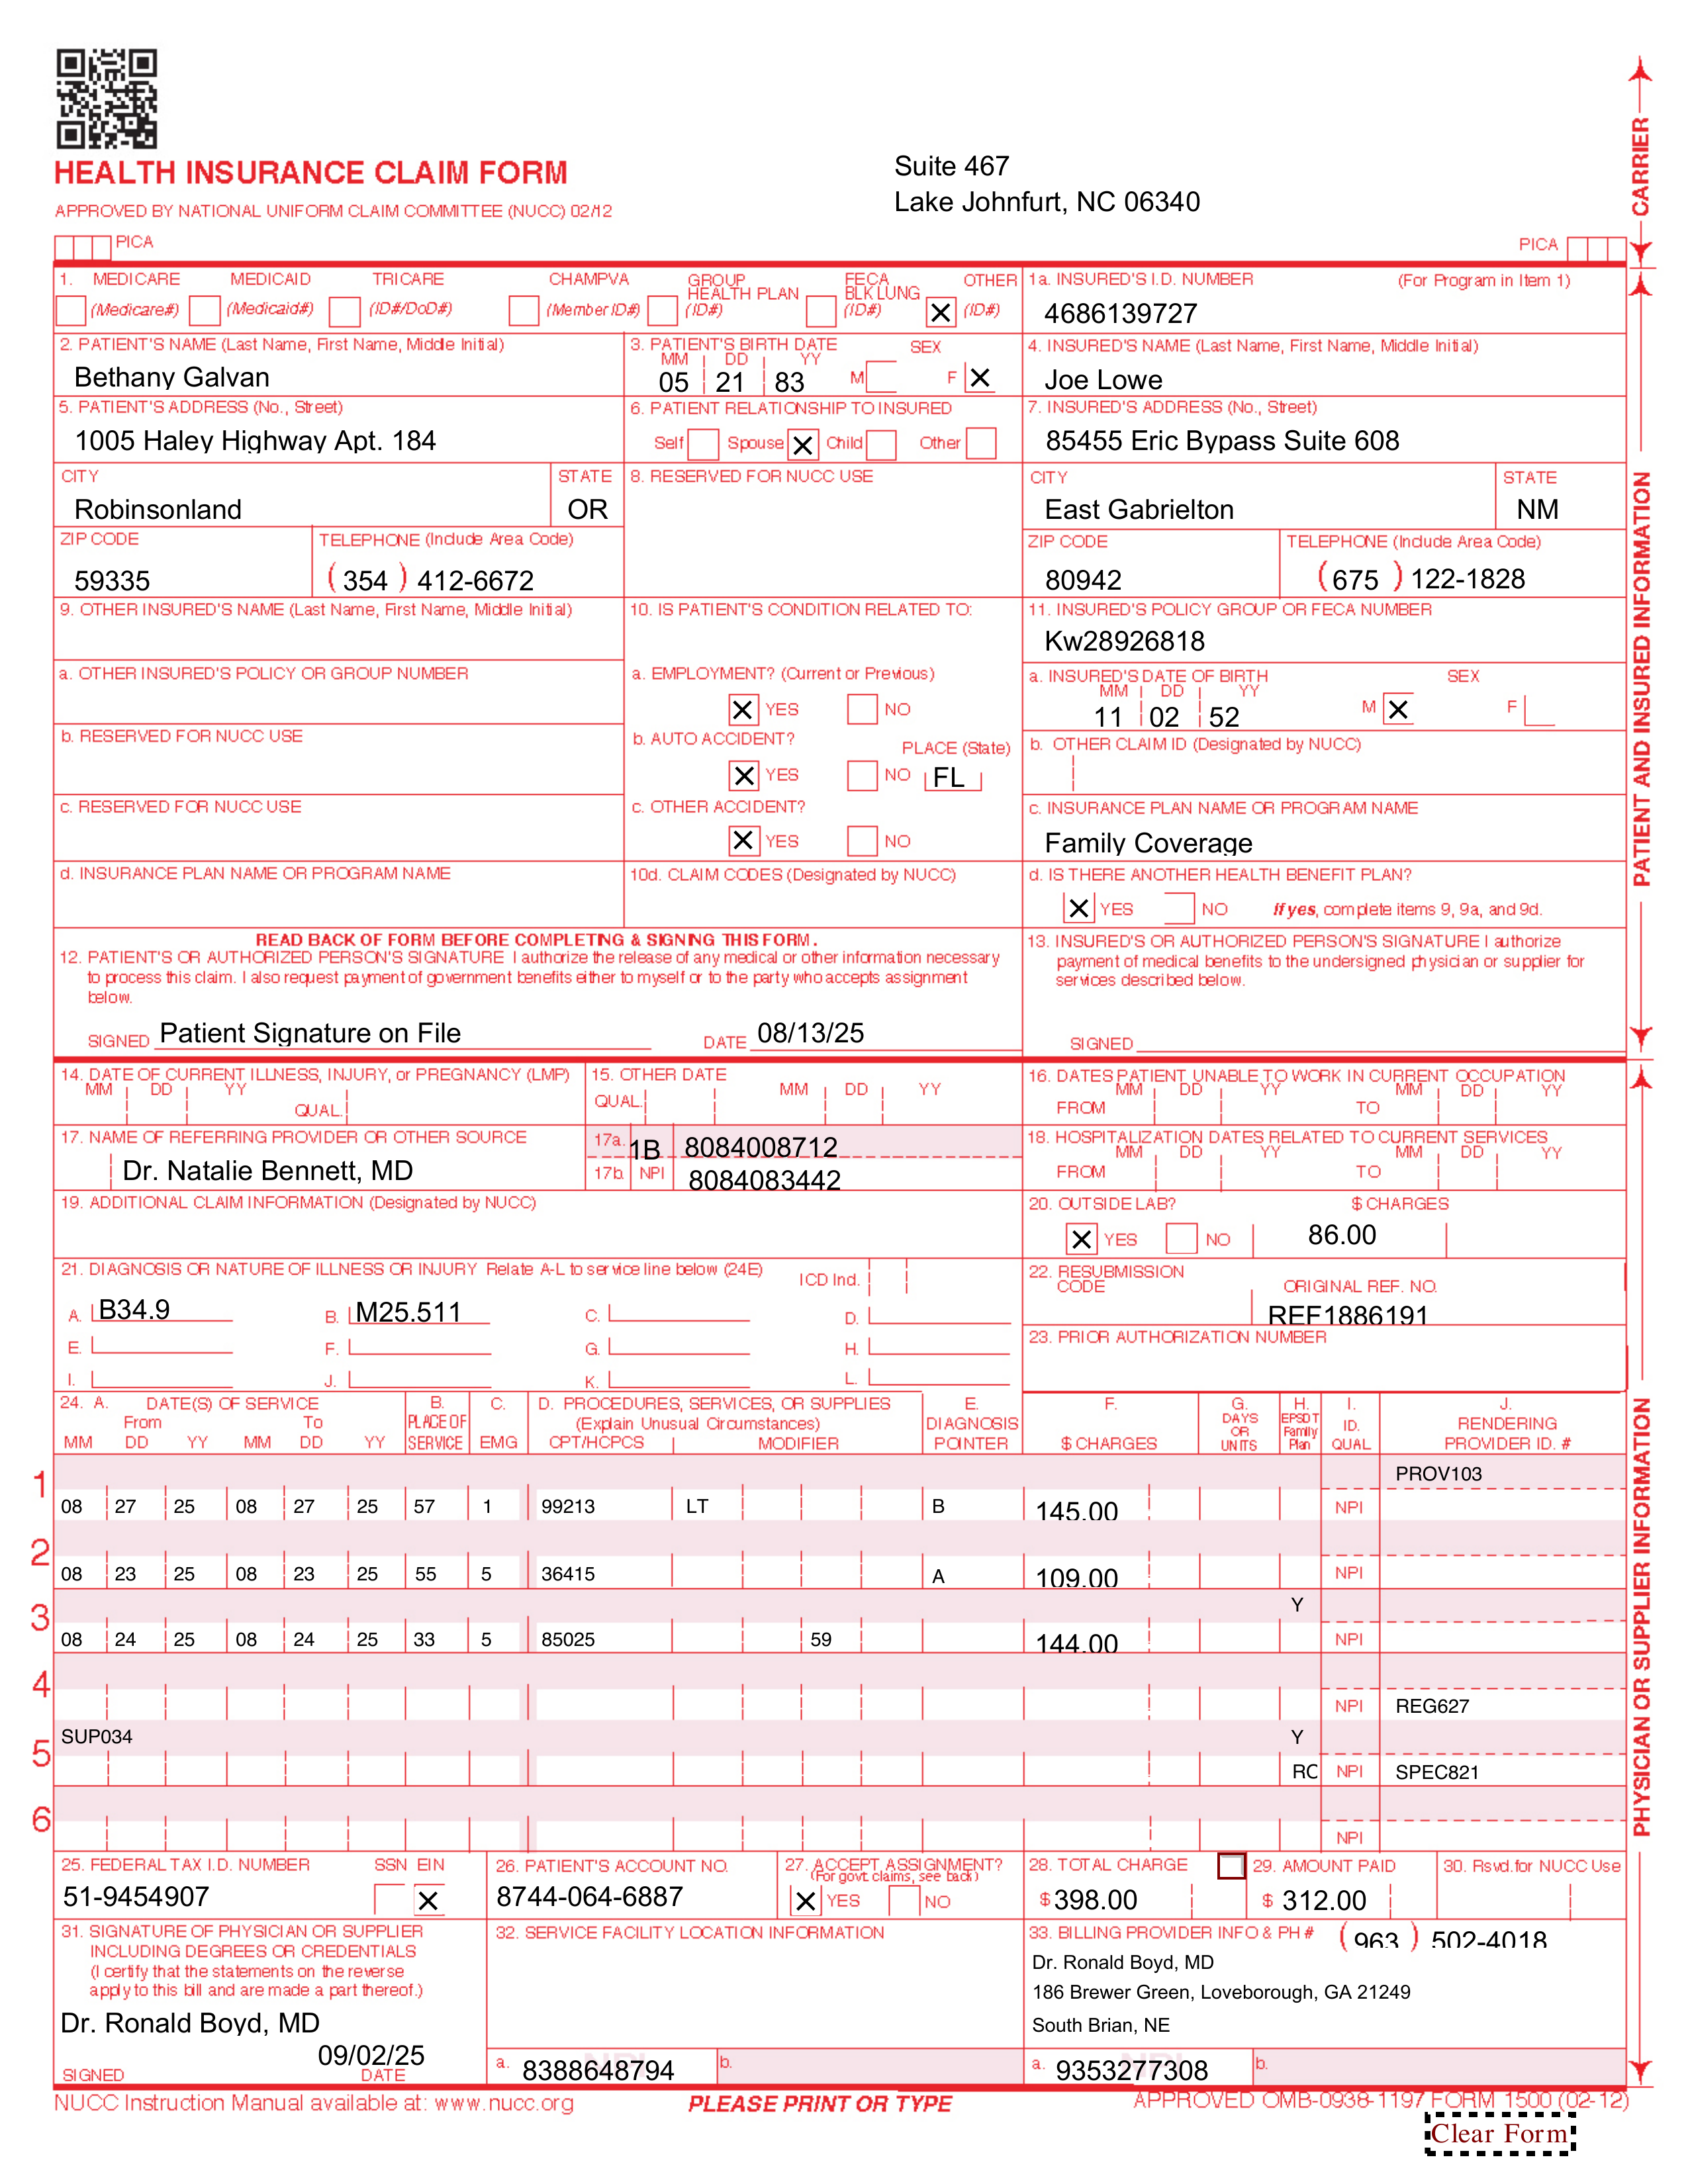 HEALTH INSURANCE CLAIM FORM
APPROVED BY NATIONAL UNIFORM CLAIM COMMITTEE (NUCC) 02/12
Suite 467
Lake Johnfurt, NC 06340
CARRIER
PICA
PICA
1. MEDICARE MEDICAID TRICARE CHAMPVA GROUP HEALTH PLAN FECA BLK LUNG OTHER
(Medicare#) (Medicaid#) (ID#/DoD#) (Member ID#) (ID#) (ID#) X (ID#)
1a. INSURED'S I.D. NUMBER (For Program in Item 1)
4686139727
2. PATIENT'S NAME (Last Name, First Name, Middle Initial)
Bethany Galvan
3. PATIENT'S BIRTH DATE SEX
MM DD YY
05 21 83 M F X
4. INSURED'S NAME (Last Name, First Name, Middle Initial)
Joe Lowe
5. PATIENT'S ADDRESS (No., Street)
1005 Haley Highway Apt. 184
6. PATIENT RELATIONSHIP TO INSURED
Self Spouse X Child Other
7. INSURED'S ADDRESS (No., Street)
85455 Eric Bypass Suite 608
CITY STATE
Robinsonland OR
8. RESERVED FOR NUCC USE
CITY STATE
East Gabrielton NM
ZIP CODE TELEPHONE (Include Area Code)
59335 (354) 412-6672
ZIP CODE TELEPHONE (Include Area Code)
80942 (675) 122-1828
9. OTHER INSURED'S NAME (Last Name, First Name, Middle Initial)
10. IS PATIENT'S CONDITION RELATED TO:
11. INSURED'S POLICY GROUP OR FECA NUMBER
Kw28926818
a. OTHER INSURED'S POLICY OR GROUP NUMBER
a. EMPLOYMENT? (Current or Previous)
X YES NO
a. INSURED'S DATE OF BIRTH SEX
MM DD YY
11 02 52 M X F
b. RESERVED FOR NUCC USE
b. AUTO ACCIDENT? PLACE (State)
X YES NO FL
b. OTHER CLAIM ID (Designated by NUCC)
c. RESERVED FOR NUCC USE
c. OTHER ACCIDENT?
X YES NO
c. INSURANCE PLAN NAME OR PROGRAM NAME
Family Coverage
d. INSURANCE PLAN NAME OR PROGRAM NAME
10d. CLAIM CODES (Designated by NUCC)
d. IS THERE ANOTHER HEALTH BENEFIT PLAN?
X YES NO If yes, complete items 9, 9a, and 9d.
PATIENT AND INSURED INFORMATION
READ BACK OF FORM BEFORE COMPLETING & SIGNING THIS FORM.
12. PATIENT'S OR AUTHORIZED PERSON'S SIGNATURE I authorize the release of any medical or other information necessary
to process this claim. I also request payment of government benefits either to myself or to the party who accepts assignment
below.
SIGNED Patient Signature on File DATE 08/13/25
13. INSURED'S OR AUTHORIZED PERSON'S SIGNATURE I authorize
payment of medical benefits to the undersigned physician or supplier for
services described below.
SIGNED
14. DATE OF CURRENT ILLNESS, INJURY, or PREGNANCY (LMP)
MM DD YY QUAL.
15. OTHER DATE
QUAL. MM DD YY
16. DATES PATIENT UNABLE TO WORK IN CURRENT OCCUPATION
MM DD YY MM DD YY
FROM TO
17. NAME OF REFERRING PROVIDER OR OTHER SOURCE
Dr. Natalie Bennett, MD
17a. 1B 8084008712
17b. NPI 8084083442
18. HOSPITALIZATION DATES RELATED TO CURRENT SERVICES
MM DD YY MM DD YY
FROM TO
19. ADDITIONAL CLAIM INFORMATION (Designated by NUCC)
20. OUTSIDE LAB? $ CHARGES
X YES NO 86.00
21. DIAGNOSIS OR NATURE OF ILLNESS OR INJURY Relate A-L to service line below (24E) ICD Ind.
A. B34.9 B. M25.511 C. D.
E. F. G. H.
I. J. K. L.
22. RESUBMISSION CODE ORIGINAL REF. NO.
REF1886191
23. PRIOR AUTHORIZATION NUMBER
24. A. DATE(S) OF SERVICE B. C. D. PROCEDURES, SERVICES, OR SUPPLIES E. F. G. H. I. J.
From To PLACE OF (Explain Unusual Circumstances) DIAGNOSIS DAYS OR UNITS EPSDT Family Plan ID. RENDERING
MM DD YY MM DD YY SERVICE EMG CPT/HCPCS MODIFIER POINTER $ CHARGES QUAL. PROVIDER ID. #
1 PROV103
08 27 25 08 27 25 57 1 99213 LT B 145.00 NPI
2
08 23 25 08 23 25 55 5 36415 A 109.00 NPI
3 Y
08 24 25 08 24 25 33 5 85025 59 144.00 NPI
4
NPI REG627
SUP034 Y
5 RC NPI SPEC821
6
NPI
PHYSICIAN OR SUPPLIER INFORMATION
25. FEDERAL TAX I.D. NUMBER SSN EIN
51-9454907 X
26. PATIENT'S ACCOUNT NO.
8744-064-6887
27. ACCEPT ASSIGNMENT?
(For govt. claims, see back)
X YES NO
28. TOTAL CHARGE
$ 398.00
29. AMOUNT PAID
$ 312.00
30. Rsvd.for NUCC Use
31. SIGNATURE OF PHYSICIAN OR SUPPLIER
INCLUDING DEGREES OR CREDENTIALS
(I certify that the statements on the reverse
apply to this bill and are made a part thereof.)
Dr. Ronald Boyd, MD
09/02/25
SIGNED DATE
32. SERVICE FACILITY LOCATION INFORMATION
a. 8388648794 b.
33. BILLING PROVIDER INFO & PH # (963) 502-4018
Dr. Ronald Boyd, MD
186 Brewer Green, Loveborough, GA 21249
South Brian, NE
a. 9353277308 b.
NUCC Instruction Manual available at: www.nucc.org
PLEASE PRINT OR TYPE
APPROVED OMB-0938-1197 FORM 1500 (02-12)
Clear Form